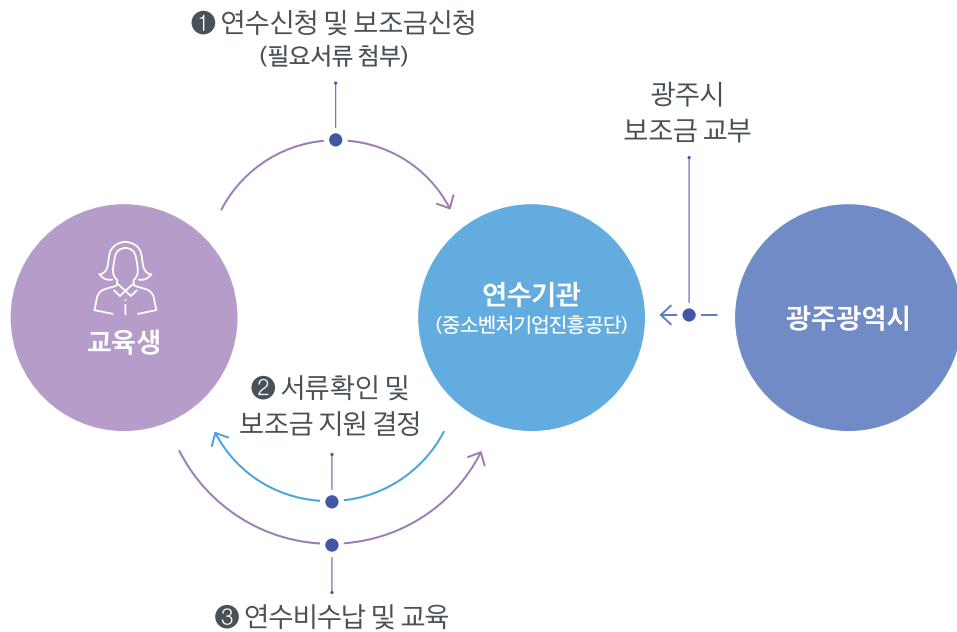 ❶ 연수신청 및 보조금신청
(필요서류 첨부)
광주시
보조금 교부
교육생
연수기관
(중소벤처기업진흥공단)
광주광역시
❷ 서류확인 및
보조금 지원 결정
❸ 연수비수납 및 교육